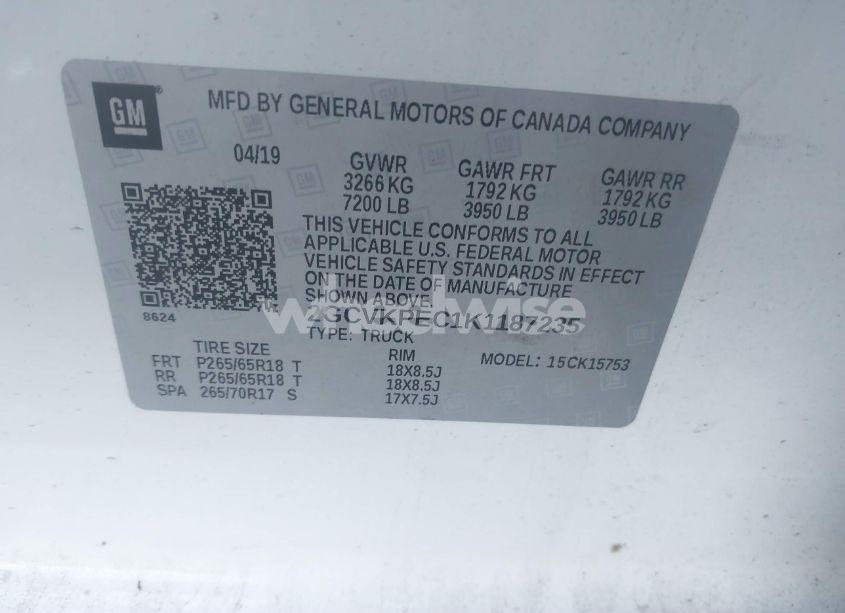 GM
MFD BY GENERAL MOTORS OF CANADA COMPANY
04/19
GVWR GAWR FRT GAWR RR
3266 KG 1792 KG 1792 KG
7200 LB 3950 LB 3950 LB
THIS VEHICLE CONFORMS TO ALL
APPLICABLE U.S. FEDERAL MOTOR
VEHICLE SAFETY STANDARDS IN EFFECT
ON THE DATE OF MANUFACTURE
SHOWN ABOVE.
8624
2GCVKPEC1K1187235
TYPE: TRUCK
TIRE SIZE RIM MODEL: 15CK15753
FRT P265/65R18 T 18X8.5J
RR P265/65R18 T 18X8.5J
SPA 265/70R17 S 17X7.5J